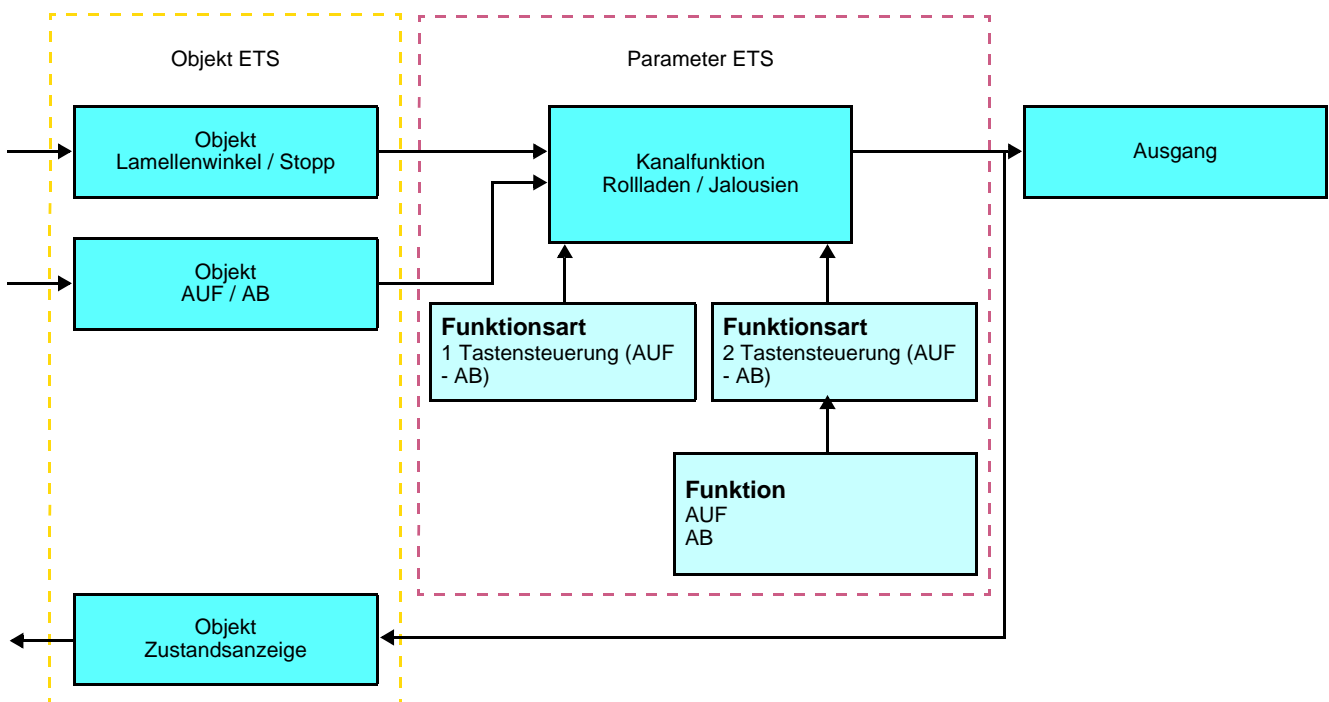 Objekt ETS
Parameter ETS
Objekt
Lamellenwinkel / Stopp
Kanalfunktion
Rollladen / Jalousien
Ausgang
Objekt
AUF / AB
Funktionsart
1 Tastensteuerung (AUF
- AB)
Funktionsart
2 Tastensteuerung (AUF
- AB)
Funktion
AUF
AB
Objekt
Zustandsanzeige